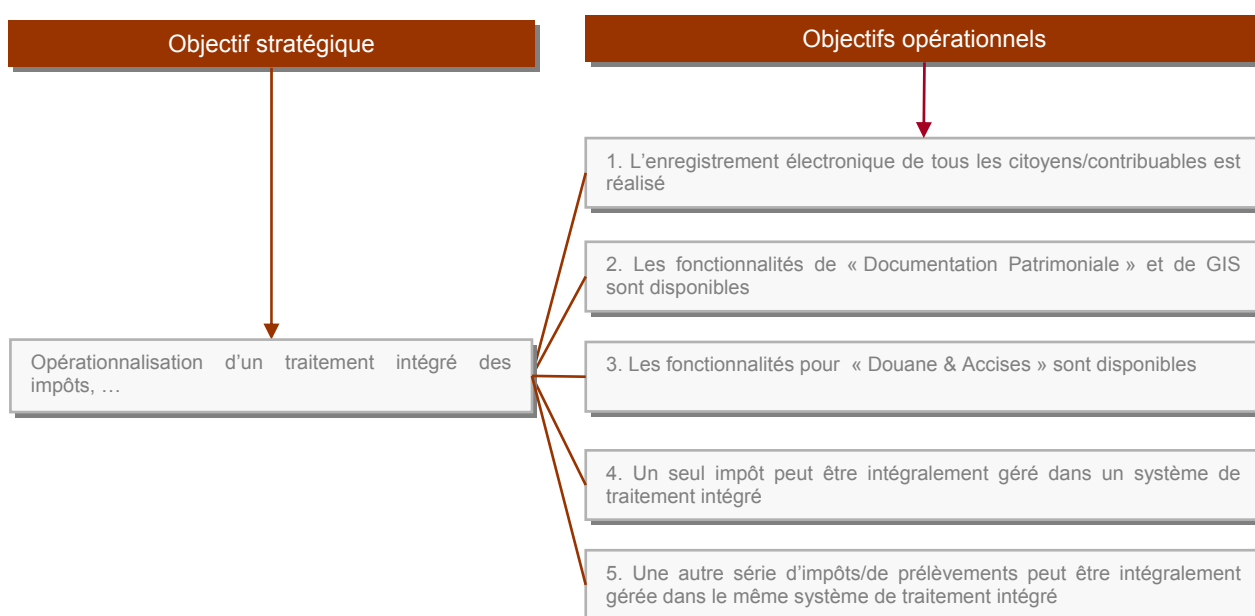 Objectif stratégique
Objectifs opérationnels
1. L’enregistrement électronique de tous les citoyens/contribuables est
réalisé
2. Les fonctionnalités de « Documentation Patrimoniale » et de GIS
sont disponibles
Opérationnalisation d’un traitement intégré des
impôts, …
3. Les fonctionnalités pour « Douane & Accises » sont disponibles
4. Un seul impôt peut être intégralement géré dans un système de
traitement intégré
5. Une autre série d’impôts/de prélèvements peut être intégralement
gérée dans le même système de traitement intégré